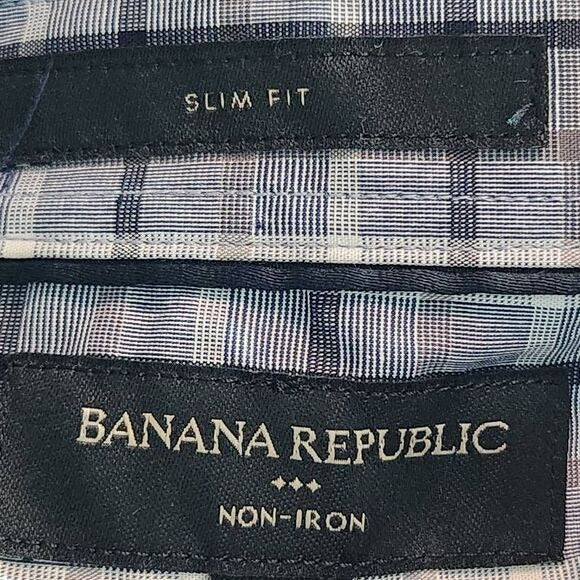 SLIM FIT
BANANA REPUBLIC
NON-IRON